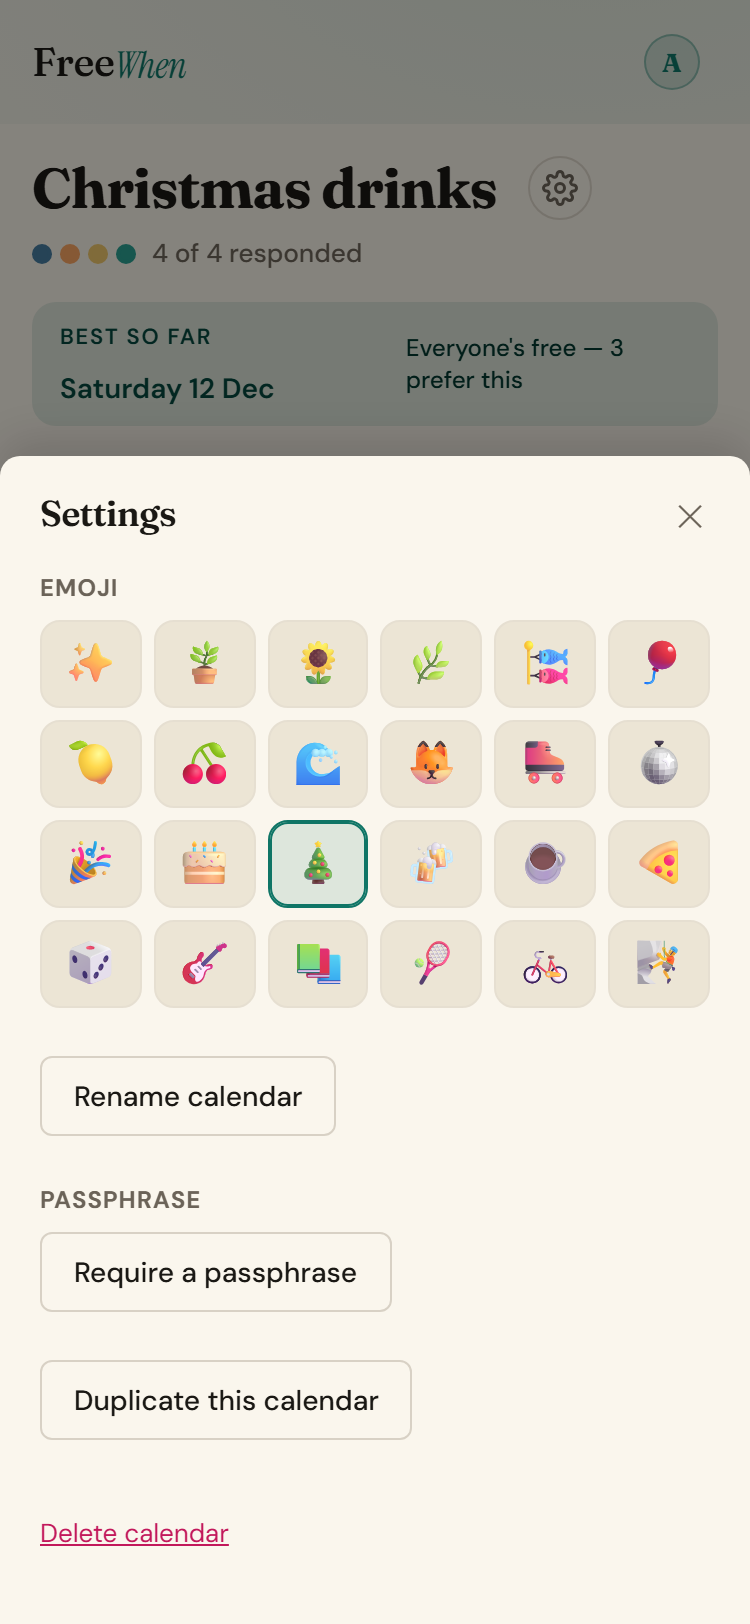 FreeWhen
A
Christmas drinks
4 of 4 responded
BEST SO FAR
Saturday 12 Dec
Everyone's free — 3
prefer this
Settings
EMOJI
Rename calendar
PASSPHRASE
Require a passphrase
Duplicate this calendar
Delete calendar